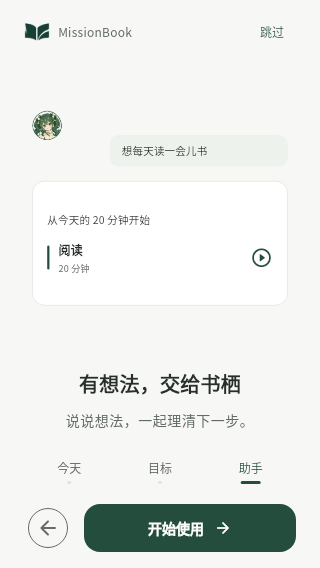 MissionBook
跳过
想每天读一会儿书
从今天的 20 分钟开始
阅读
20 分钟
有想法，交给书栖
说说想法，一起理清下一步。
今天
目标
助手
开始使用